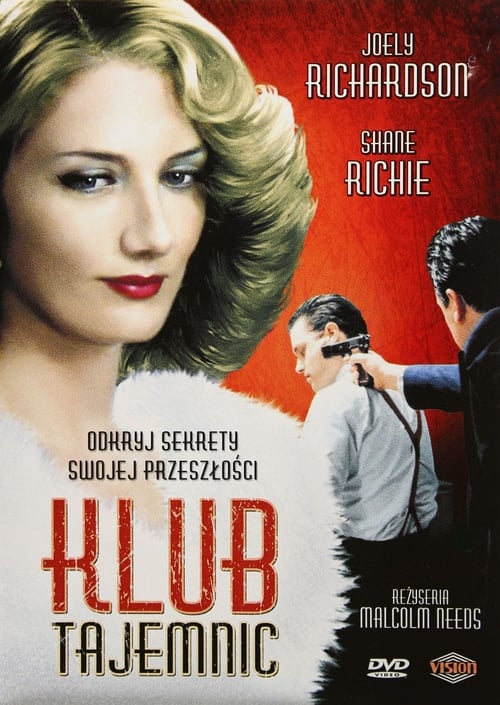 JOELY
RICHARDSON
SHANE
RICHIE
ODKRYJ SEKRETY
SWOJEJ PRZESZŁOŚCI
KLUB
TAJEMNIC
REŻYSERIA
MALCOLM NEEDS
DVD
VIDEO
VISION